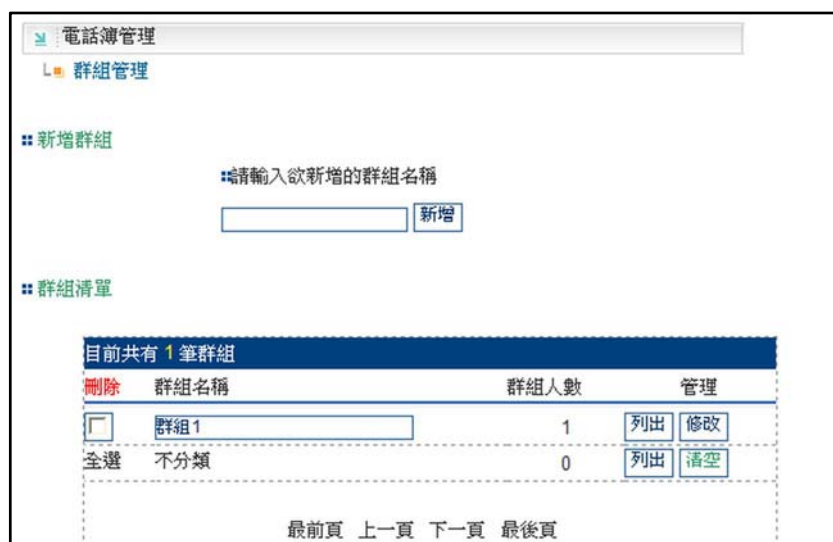 電話簿管理
群組管理
新增群組
請輸入欲新增的群組名稱
新增
群組清單
目前共有 1 筆群組
刪除 群組名稱 群組人數 管理
群組1 1 列出 修改
全選 不分類 0 列出 清空
最前頁 上一頁 下一頁 最後頁